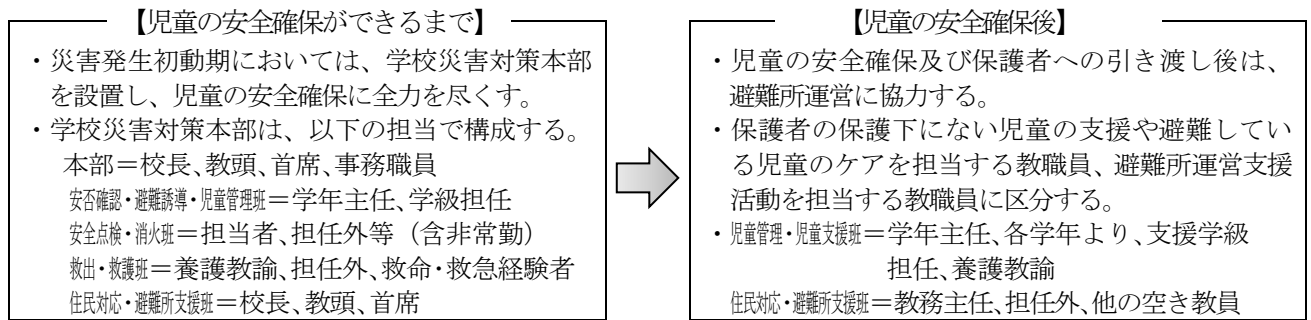 【児童の安全確保ができるまで】
・災害発生初動期においては、学校災害対策本部
を設置し、児童の安全確保に全力を尽くす。
・学校災害対策本部は、以下の担当で構成する。
本部＝校長、教頭、首席、事務職員
安否確認・避難誘導・児童管理班＝学年主任、学級担任
安全点検・消火班＝担当者、担任外等（含非常勤）
救出・救護班＝養護教諭、担任外、救命・救急経験者
住民対応・避難所支援班＝校長、教頭、首席
【児童の安全確保後】
・児童の安全確保及び保護者への引き渡し後は、
避難所運営に協力する。
・保護者の保護下にない児童の支援や避難してい
る児童のケアを担当する教職員、避難所運営支援
活動を担当する教職員に区分する。
・児童管理・児童支援班＝学年主任、各学年より、支援学級
担任、養護教諭
住民対応・避難所支援班＝教務主任、担任外、他の空き教員